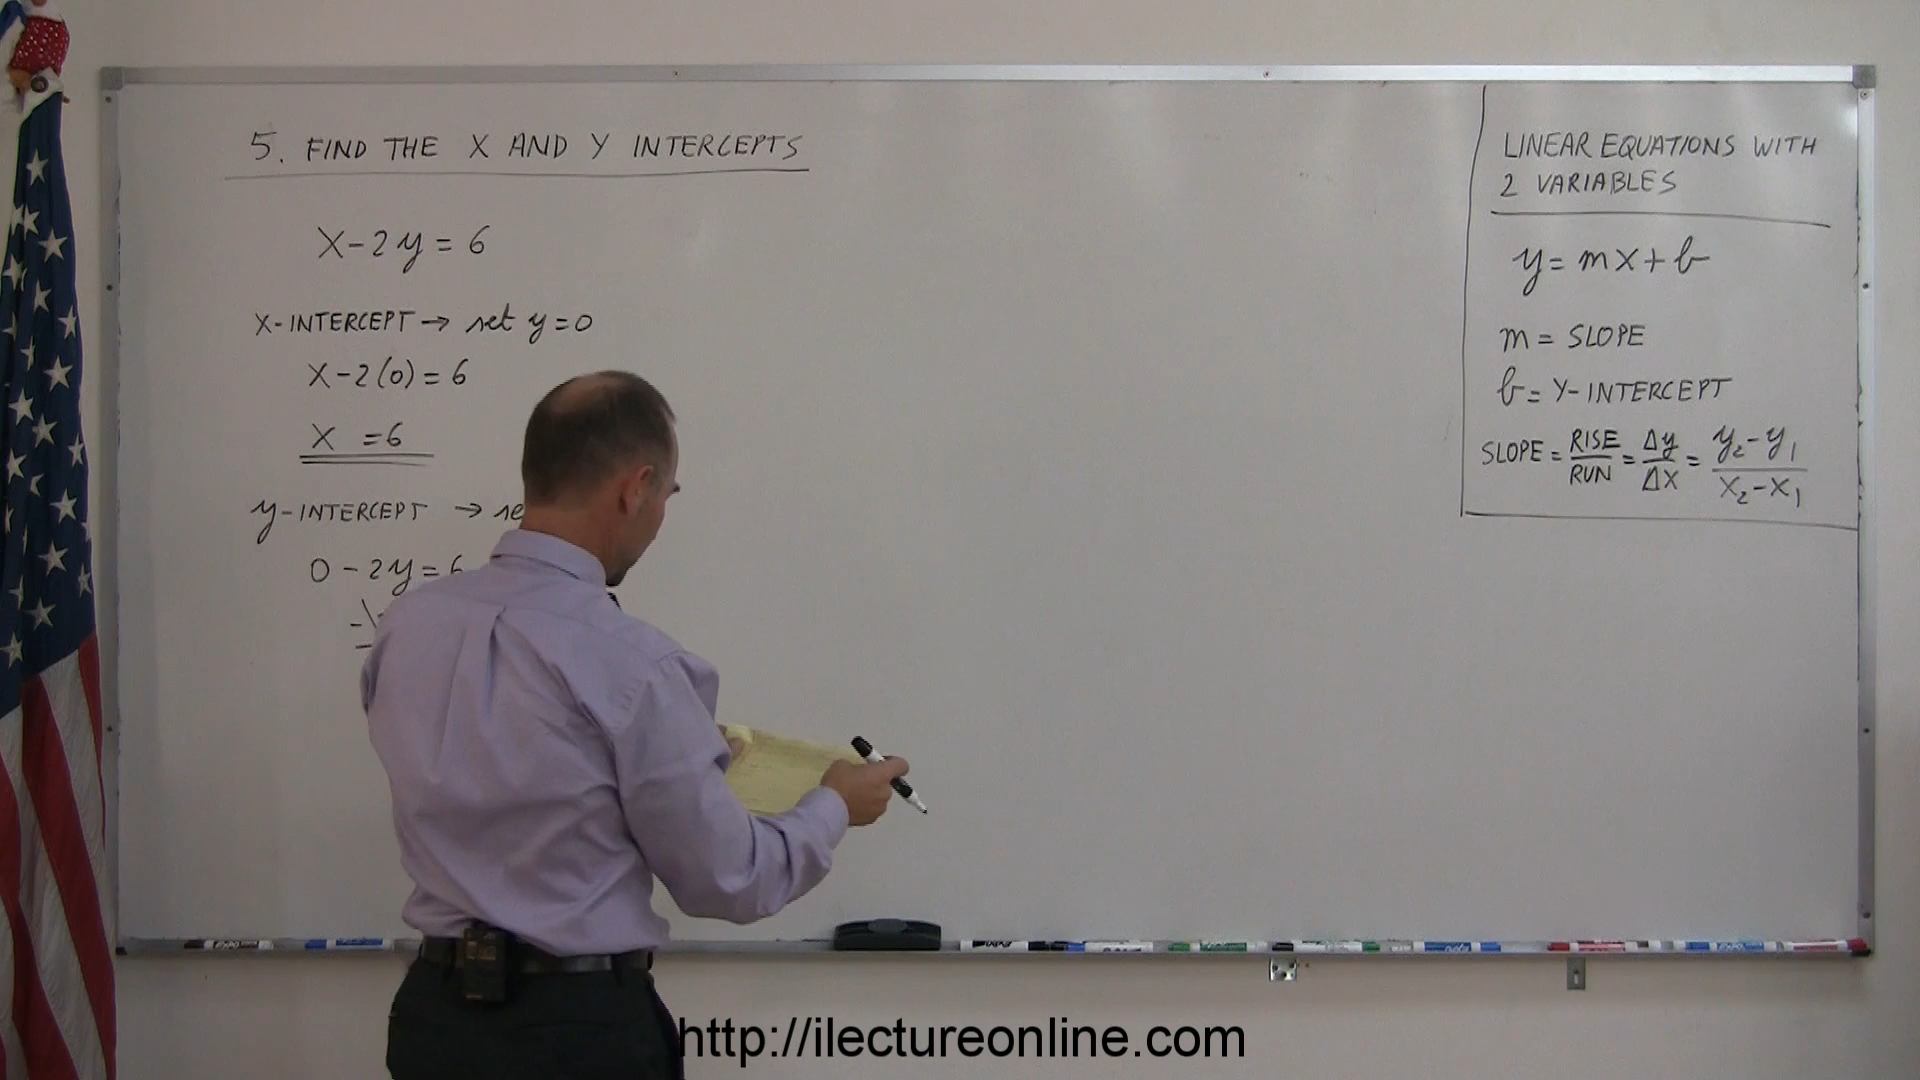 5. FIND THE X AND Y INTERCEPTS
X - 2y = 6
X-INTERCEPT → set y = 0
X - 2(0) = 6
X = 6
y-INTERCEPT →
0 - 2y = 6
LINEAR EQUATIONS WITH
2 VARIABLES
y = mx + b
m = SLOPE
b = Y-INTERCEPT
SLOPE = RISE/RUN = Δy/Δx = y₂-y₁/x₂-x₁
http://ilectureonline.com